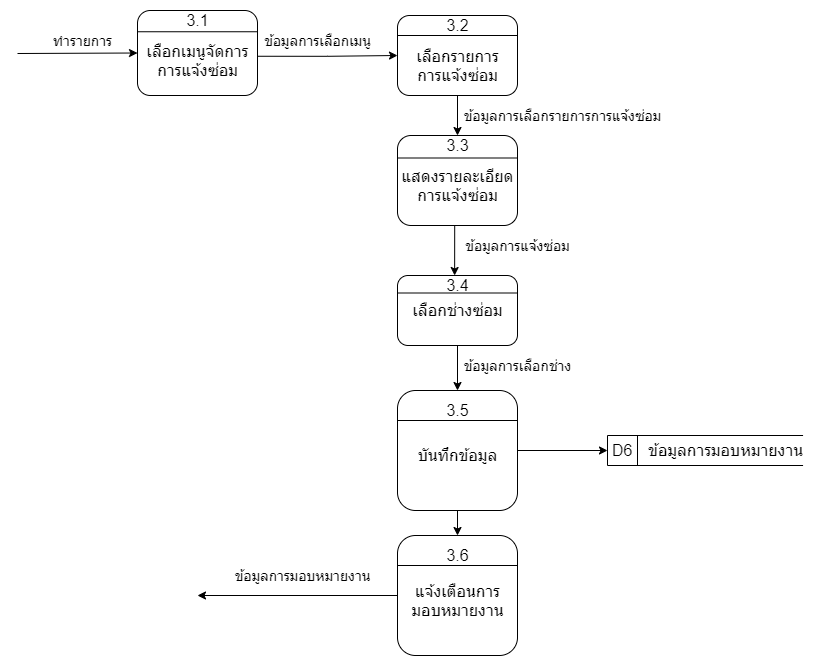 ทำรายการ
3.1
เลือกเมนูจัดการ
การแจ้งซ่อม
ข้อมูลการเลือกเมนู
3.2
เลือกรายการ
การแจ้งซ่อม
ข้อมูลการเลือกรายการการแจ้งซ่อม
3.3
แสดงรายละเอียด
การแจ้งซ่อม
ข้อมูลการแจ้งซ่อม
3.4
เลือกช่างซ่อม
ข้อมูลการเลือกช่าง
3.5
บันทึกข้อมูล
D6 ข้อมูลการมอบหมายงาน
3.6
แจ้งเตือนการ
มอบหมายงาน
ข้อมูลการมอบหมายงาน